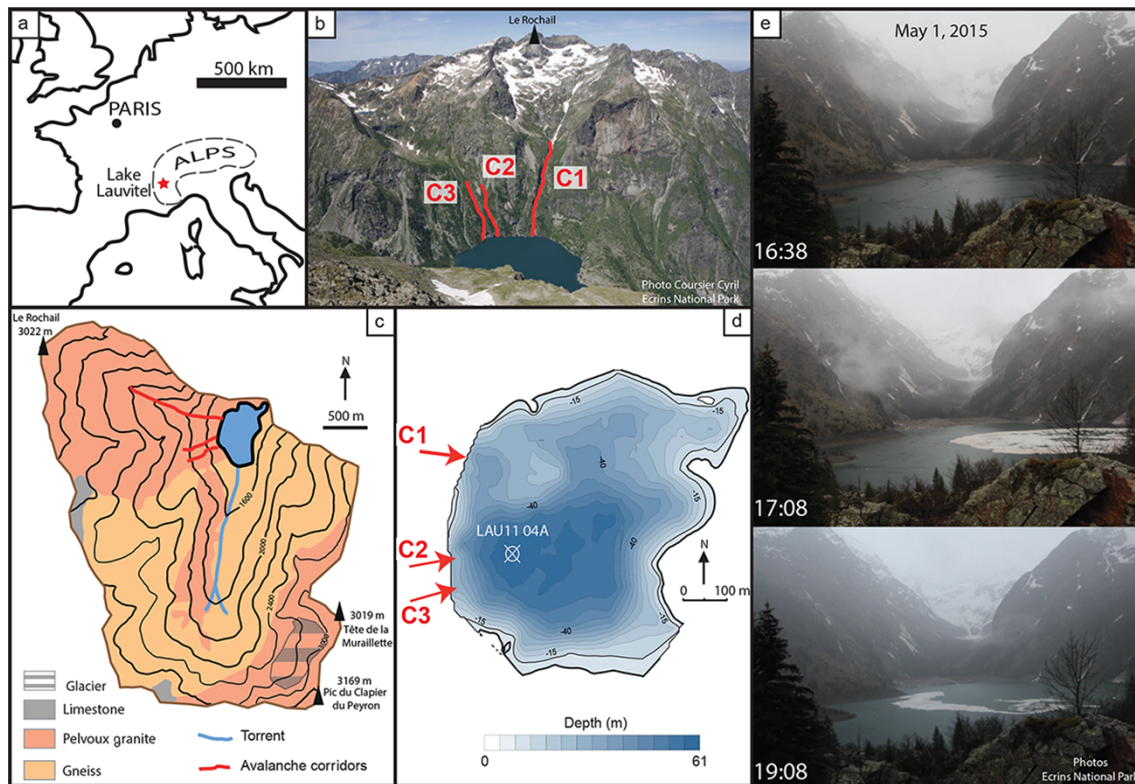 a
500 km
PARIS
ALPS
Lake
Lauvitel
b
Le Rochail
C3
C2
C1
Photo Coursier Cyril
Ecrins National Park
c
Le Rochail
3022 m
N
500 m
1600
2000
2400
3000
3019 m
Tête de la
Muraillette
3169 m
Pic du Clapier
du Peyron
Glacier
Limestone
Pelvoux granite
Gneiss
Torrent
Avalanche corridors
d
C1
C2
C3
LAU11 04A
-15
-15
-40
-15
-40
-15
-40
-15
-15
N
0 100 m
Depth (m)
0
61
e
May 1, 2015
16:38
17:08
19:08
Photos
Ecrins National Park